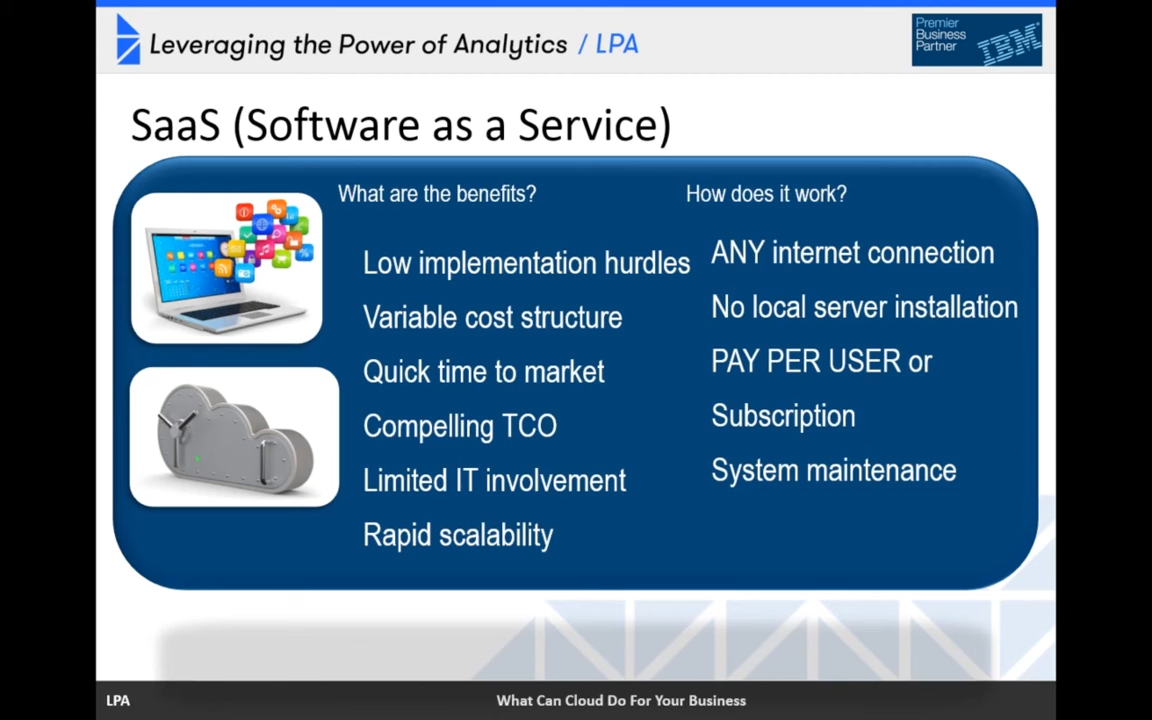 Leveraging the Power of Analytics / LPA
Premier
Business
Partner
IBM
SaaS (Software as a Service)
What are the benefits?
Low implementation hurdles
Variable cost structure
Quick time to market
Compelling TCO
Limited IT involvement
Rapid scalability
How does it work?
ANY internet connection
No local server installation
PAY PER USER or
Subscription
System maintenance
LPA
What Can Cloud Do For Your Business